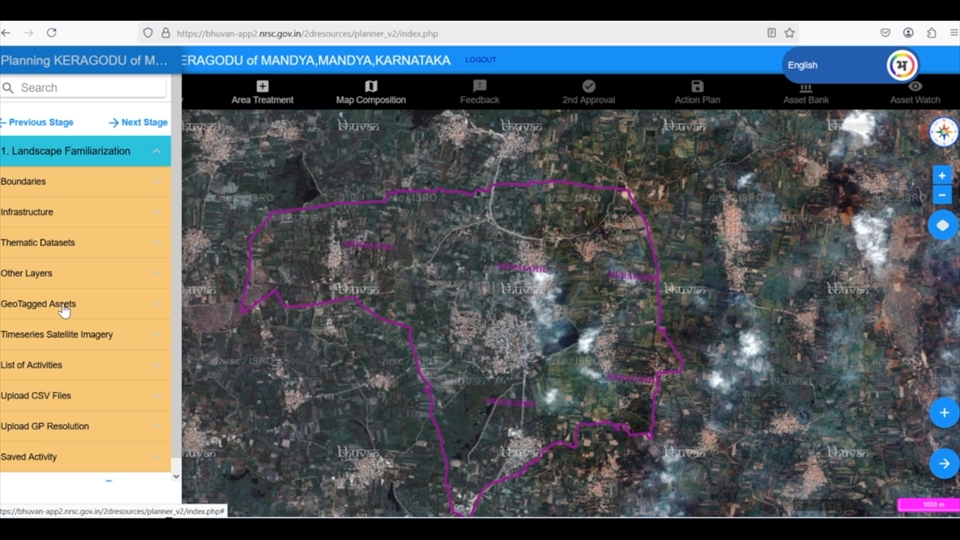 https://bhuvan-app2.nrsc.gov.in/2dresources/planner_v2/index.php
Planning KERAGODU of M...
ERAGODU of MANDYA,MANDYA,KARNATAKA
LOGOUT
English
भ
Search
Area Treatment
Map Composition
Feedback
2nd Approval
Action Plan
Asset Bank
Asset Watch
Previous Stage
Next Stage
1. Landscape Familiarization
Boundaries
Infrastructure
Thematic Datasets
Other Layers
GeoTagged Assets
Timeseries Satellite Imagery
List of Activities
Upload CSV Files
Upload GP Resolution
Saved Activity
tps://bhuvan-app2.nrsc.gov.in/2dresources/planner_v2/index.php#
1000 m